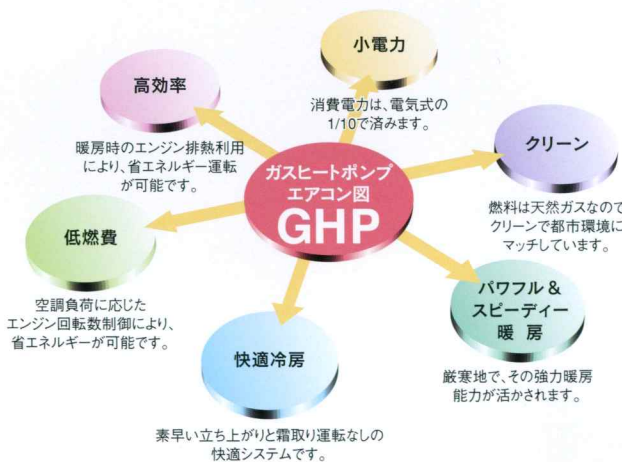 小電力
消費電力は、電気式の
1/10で済みます。
高効率
暖房時のエンジン排熱利用
により、省エネルギー運転
が可能です。
クリーン
燃料は天然ガスなので
クリーンで都市環境に
マッチしています。
ガスヒートポンプ
エアコン図
GHP
低燃費
空調負荷に応じた
エンジン回転数制御により、
省エネルギーが可能です。
パワフル&
スピーディー
暖 房
厳寒地で、その強力暖房
能力が活かされます。
快適冷房
素早い立ち上がりと霜取り運転なしの
快適システムです。